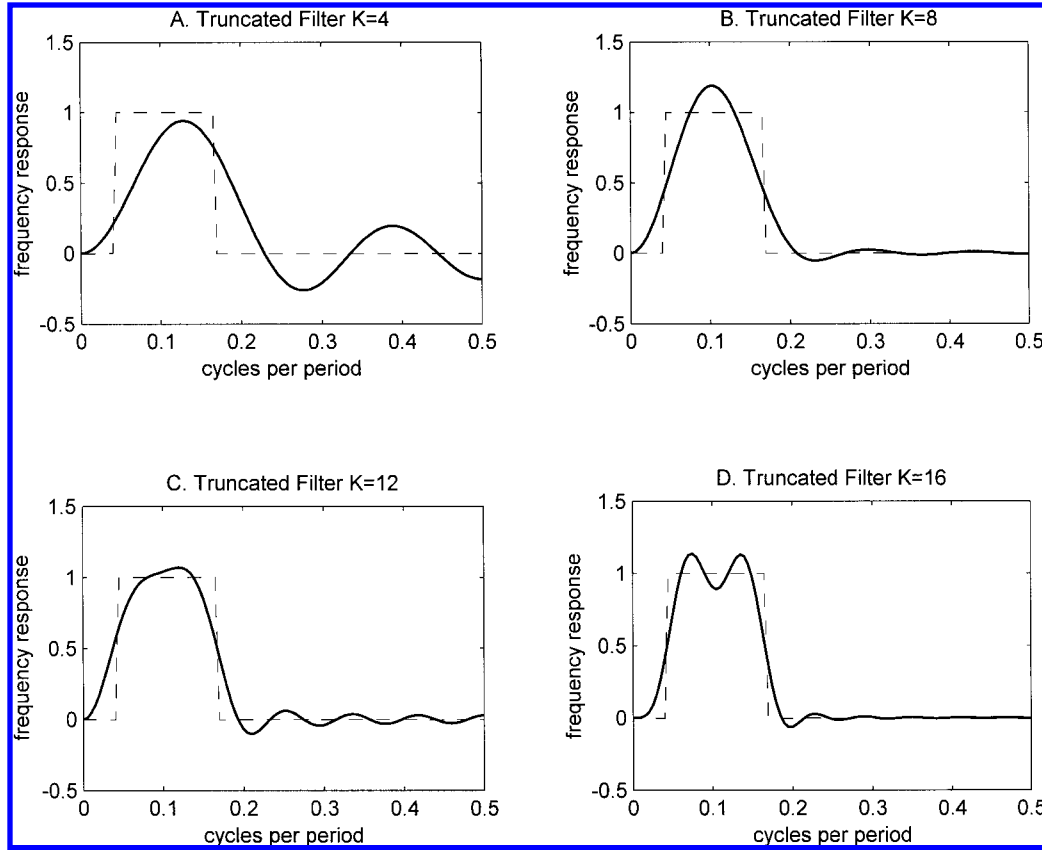 A. Truncated Filter K=4
1.5
1
0.5
0
-0.5
frequency response
0 0.1 0.2 0.3 0.4 0.5
cycles per period
B. Truncated Filter K=8
1.5
1
0.5
0
-0.5
frequency response
0 0.1 0.2 0.3 0.4 0.5
cycles per period
C. Truncated Filter K=12
1.5
1
0.5
0
-0.5
frequency response
0 0.1 0.2 0.3 0.4 0.5
cycles per period
D. Truncated Filter K=16
1.5
1
0.5
0
-0.5
frequency response
0 0.1 0.2 0.3 0.4 0.5
cycles per period